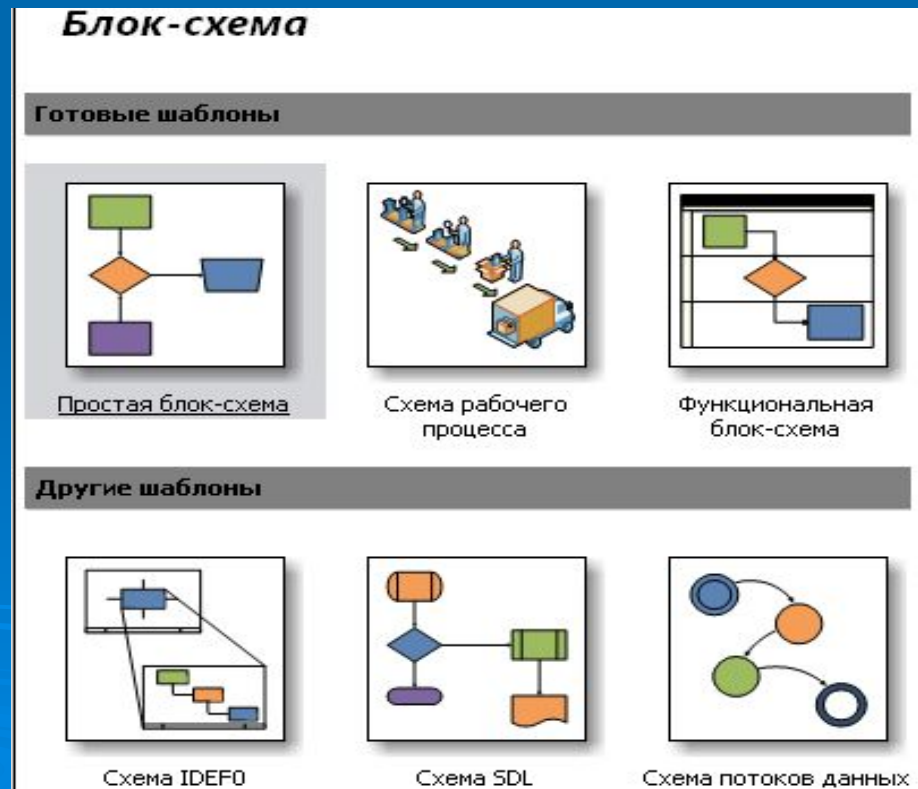 Блок-схема
Готовые шаблоны
Простая блок-схема
Схема рабочего
процесса
Функциональная
блок-схема
Другие шаблоны
Схема IDEF0
Схема SDL
Схема потоков данных